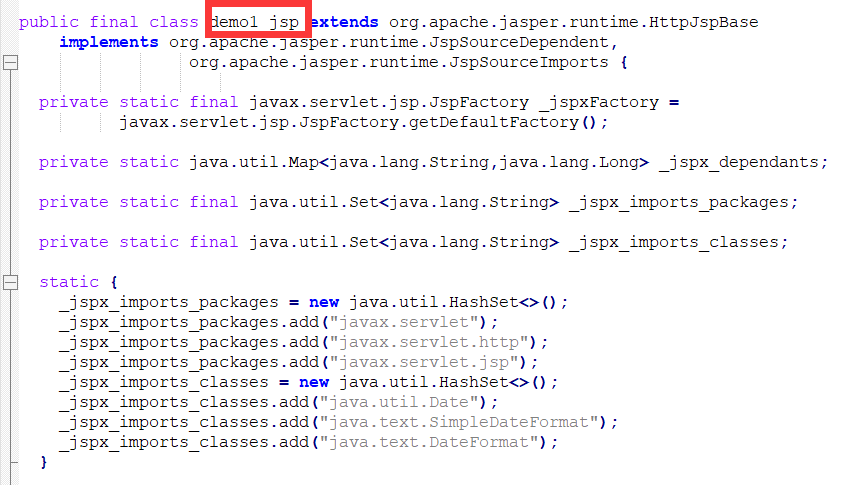 public final class demo1_jsp extends org.apache.jasper.runtime.HttpJspBase
implements org.apache.jasper.runtime.JspSourceDependent,
org.apache.jasper.runtime.JspSourceImports {
private static final javax.servlet.jsp.JspFactory _jspxFactory =
javax.servlet.jsp.JspFactory.getDefaultFactory();
private static java.util.Map<java.lang.String,java.lang.Long> _jspx_dependants;
private static final java.util.Set<java.lang.String> _jspx_imports_packages;
private static final java.util.Set<java.lang.String> _jspx_imports_classes;
static {
_jspx_imports_packages = new java.util.HashSet<>();
_jspx_imports_packages.add("javax.servlet");
_jspx_imports_packages.add("javax.servlet.http");
_jspx_imports_packages.add("javax.servlet.jsp");
_jspx_imports_classes = new java.util.HashSet<>();
_jspx_imports_classes.add("java.util.Date");
_jspx_imports_classes.add("java.text.SimpleDateFormat");
_jspx_imports_classes.add("java.text.DateFormat");
}